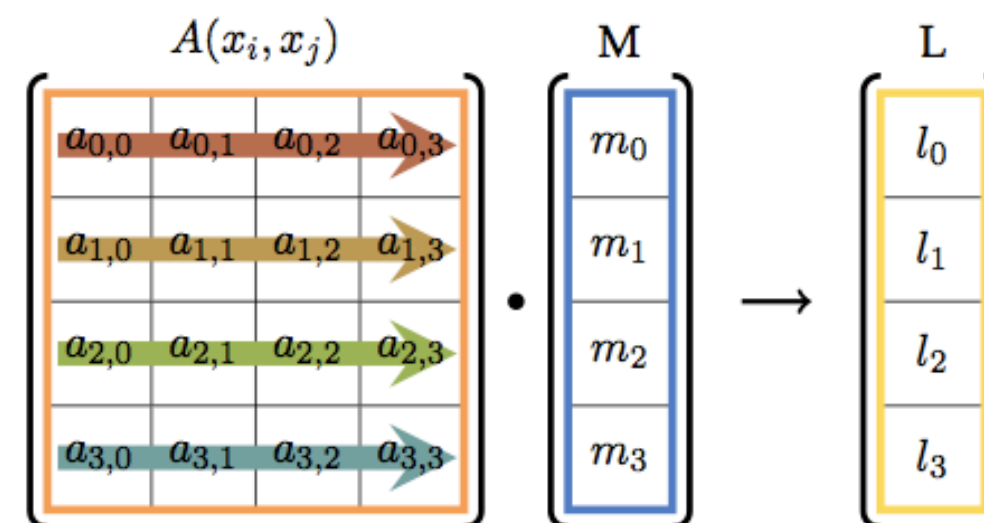 A(x_i, x_j) M L
a_{0,0} a_{0,1} a_{0,2} a_{0,3} m_0 l_0
a_{1,0} a_{1,1} a_{1,2} a_{1,3} m_1 l_1
• →
a_{2,0} a_{2,1} a_{2,2} a_{2,3} m_2 l_2
a_{3,0} a_{3,1} a_{3,2} a_{3,3} m_3 l_3